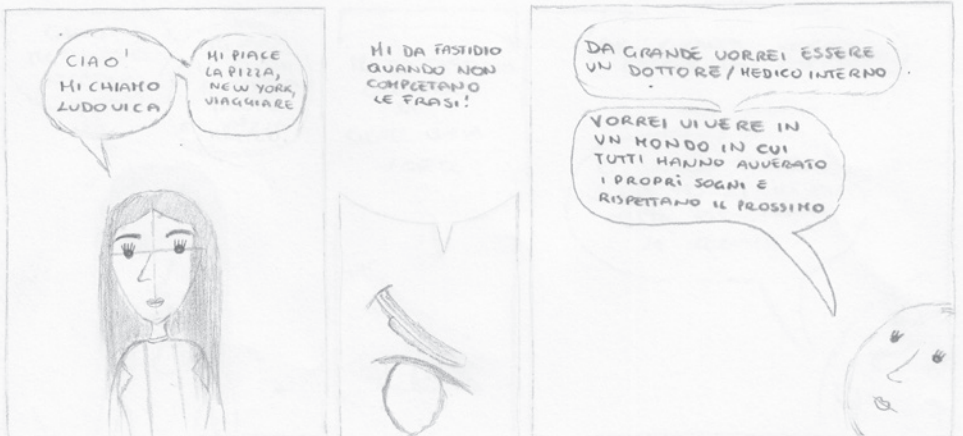 CIAO!
MI CHIAMO
LUDOVICA
MI PIACE
LA PIZZA,
NEW YORK,
VIAGGIARE
MI DA FASTIDIO
QUANDO NON
COMPLETANO
LE FRASI!
DA GRANDE VORREI ESSERE
UN DOTTORE/MEDICO INTERNO
VORREI VIVERE IN
UN MONDO IN CUI
TUTTI HANNO AVVERATO
I PROPRÌ SOGNI E
RISPETTANO IL PROSSIMO